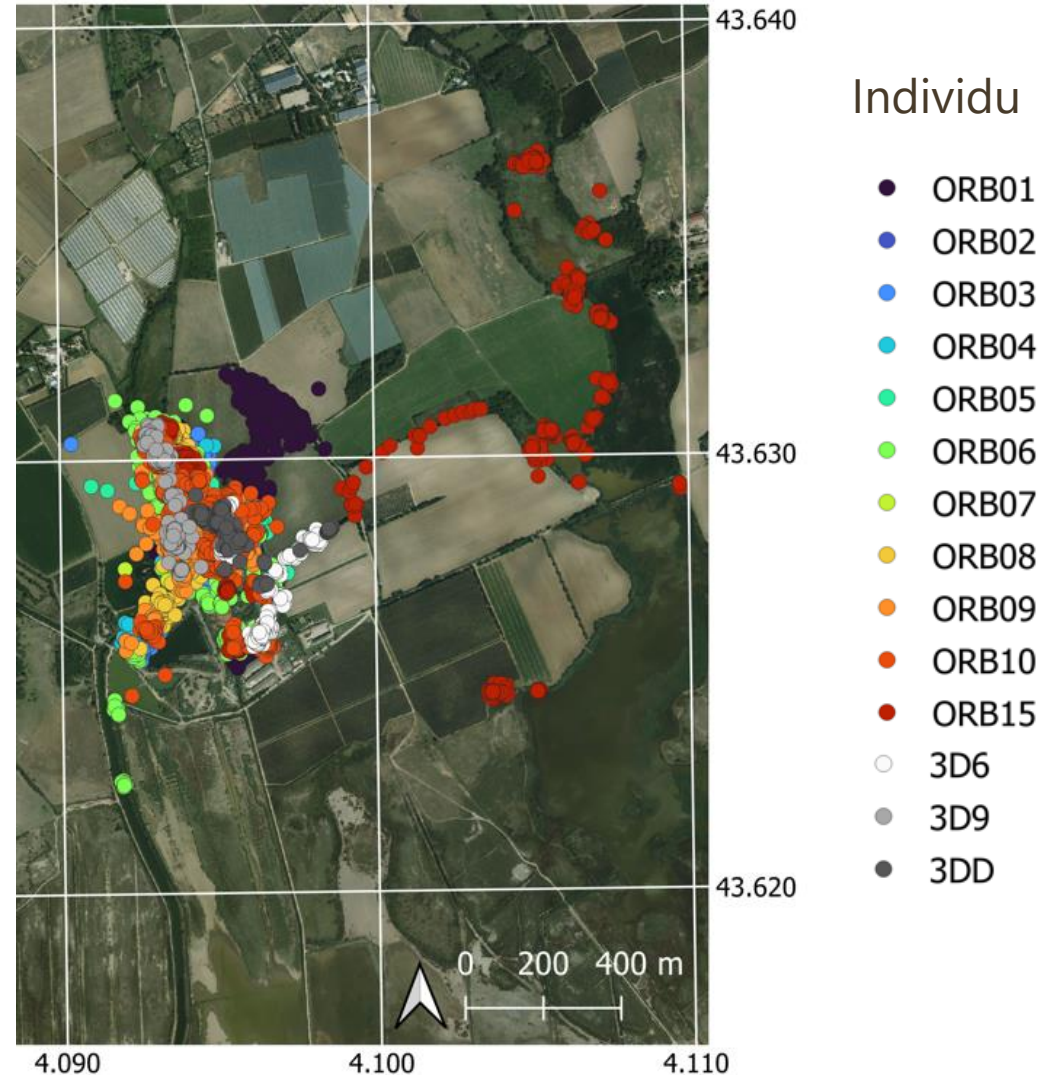 43.640
Individu
ORB01
ORB02
ORB03
ORB04
ORB05
ORB06
ORB07
ORB08
ORB09
ORB10
ORB15
3D6
3D9
3DD
43.630
43.620
0 200 400 m
4.090 4.100 4.110